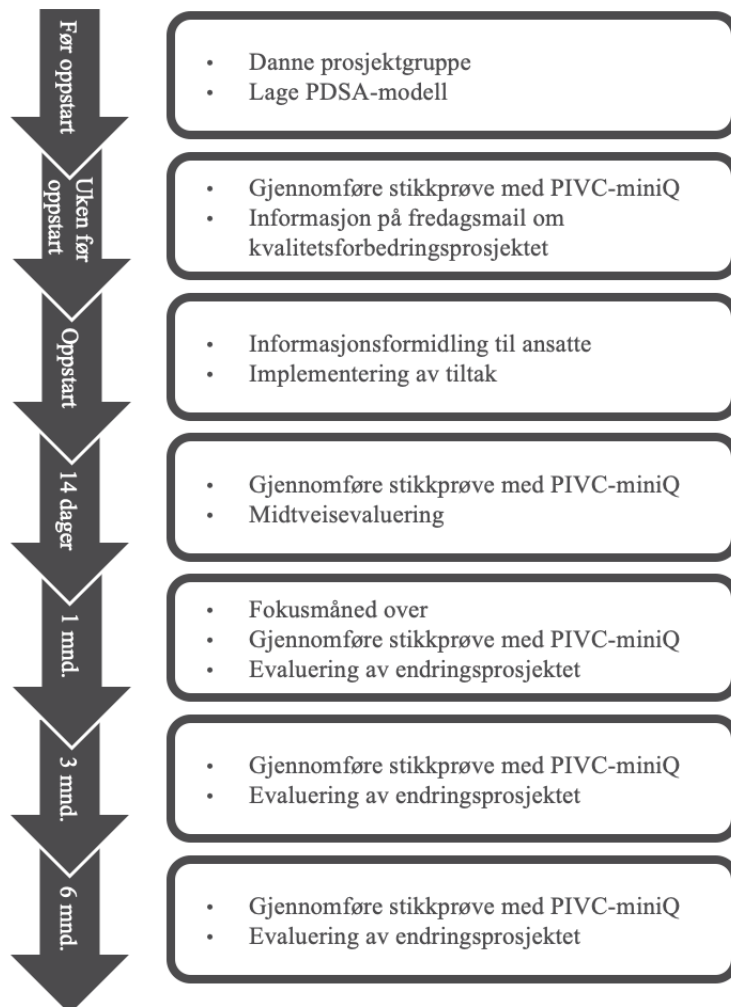 Før oppstart
• Danne prosjektgruppe
• Lage PDSA-modell
Uken før
oppstart
• Gjennomføre stikkprøve med PIVC-miniQ
• Informasjon på fredagsmail om
kvalitetsforbedringsprosjektet
Oppstart
• Informasjonsformidling til ansatte
• Implementering av tiltak
14 dager
• Gjennomføre stikkprøve med PIVC-miniQ
• Midtveisevaluering
1 mnd.
• Fokusmåned over
• Gjennomføre stikkprøve med PIVC-miniQ
• Evaluering av endringsprosjektet
3 mnd.
• Gjennomføre stikkprøve med PIVC-miniQ
• Evaluering av endringsprosjektet
6 mnd.
• Gjennomføre stikkprøve med PIVC-miniQ
• Evaluering av endringsprosjektet